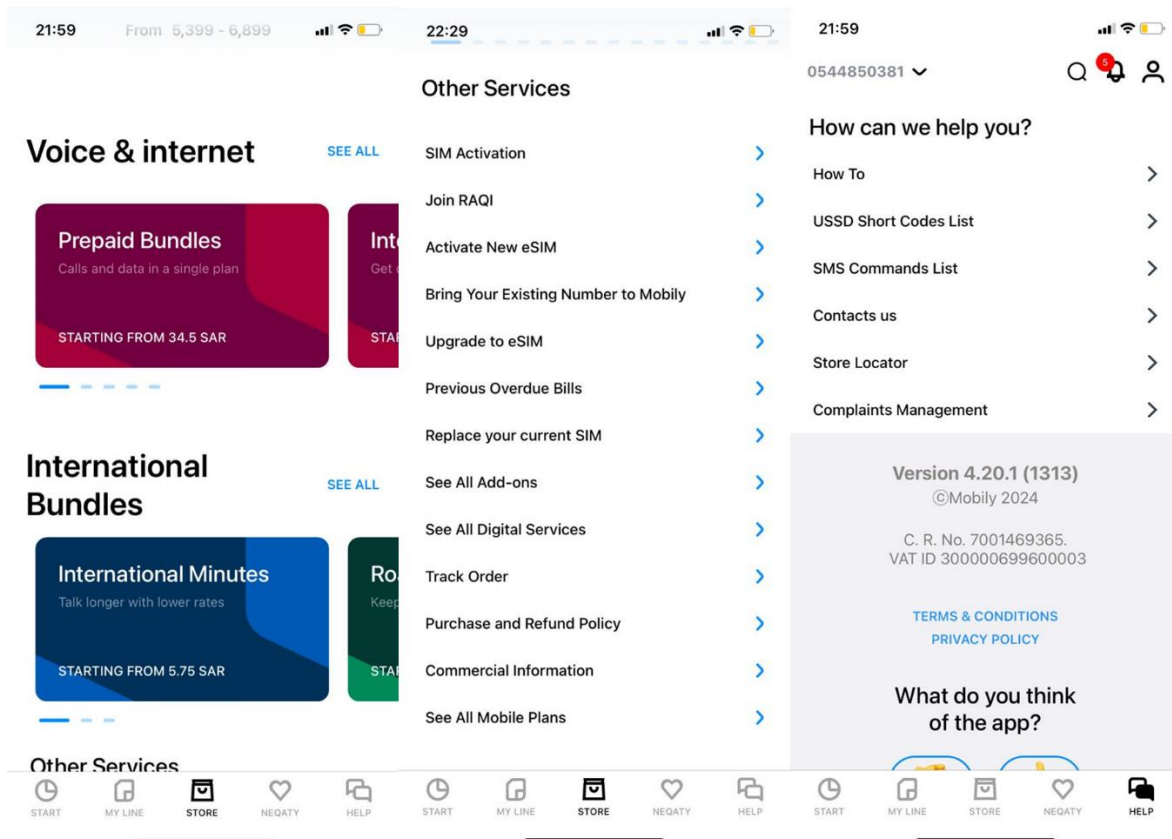 21:59
From 5,399 - 6,899
Voice & internet
SEE ALL
Prepaid Bundles
Calls and data in a single plan
STARTING FROM 34.5 SAR
Get
International
Bundles
SEE ALL
International Minutes
Talk longer with lower rates
STARTING FROM 5.75 SAR
Keep
Other Services
START
MY LINE
STORE
NEQATY
HELP
22:29
Other Services
SIM Activation
Join RAQI
Activate New eSIM
Bring Your Existing Number to Mobily
Upgrade to eSIM
Previous Overdue Bills
Replace your current SIM
See All Add-ons
See All Digital Services
Track Order
Purchase and Refund Policy
Commercial Information
See All Mobile Plans
START
MY LINE
STORE
NEQATY
HELP
21:59
0544850381
5
How can we help you?
How To
USSD Short Codes List
SMS Commands List
Contacts us
Store Locator
Complaints Management
Version 4.20.1 (1313)
©Mobily 2024
C. R. No. 7001469365.
VAT ID 300000699600003
TERMS & CONDITIONS
PRIVACY POLICY
What do you think
of the app?
START
MY LINE
STORE
NEQATY
HELP